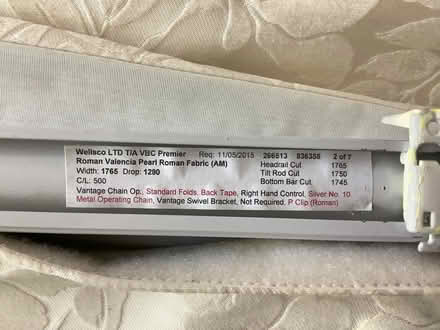 Wellsco LTD T/A VBC Premier Req: 11/05/2015 266513 836358 2 of 7
Roman Valencia Pearl Roman Fabric (AM) Headrail Cut 1765
Width: 1765 Drop: 1280 Tilt Rod Cut 1750
C/L: 500 Bottom Bar Cut 1745
Vantage Chain Op., Standard Folds, Back Tape, Right Hand Control, Silver No. 10
Metal Operating Chain, Vantage Swivel Bracket, Not Required, P Clip (Roman)